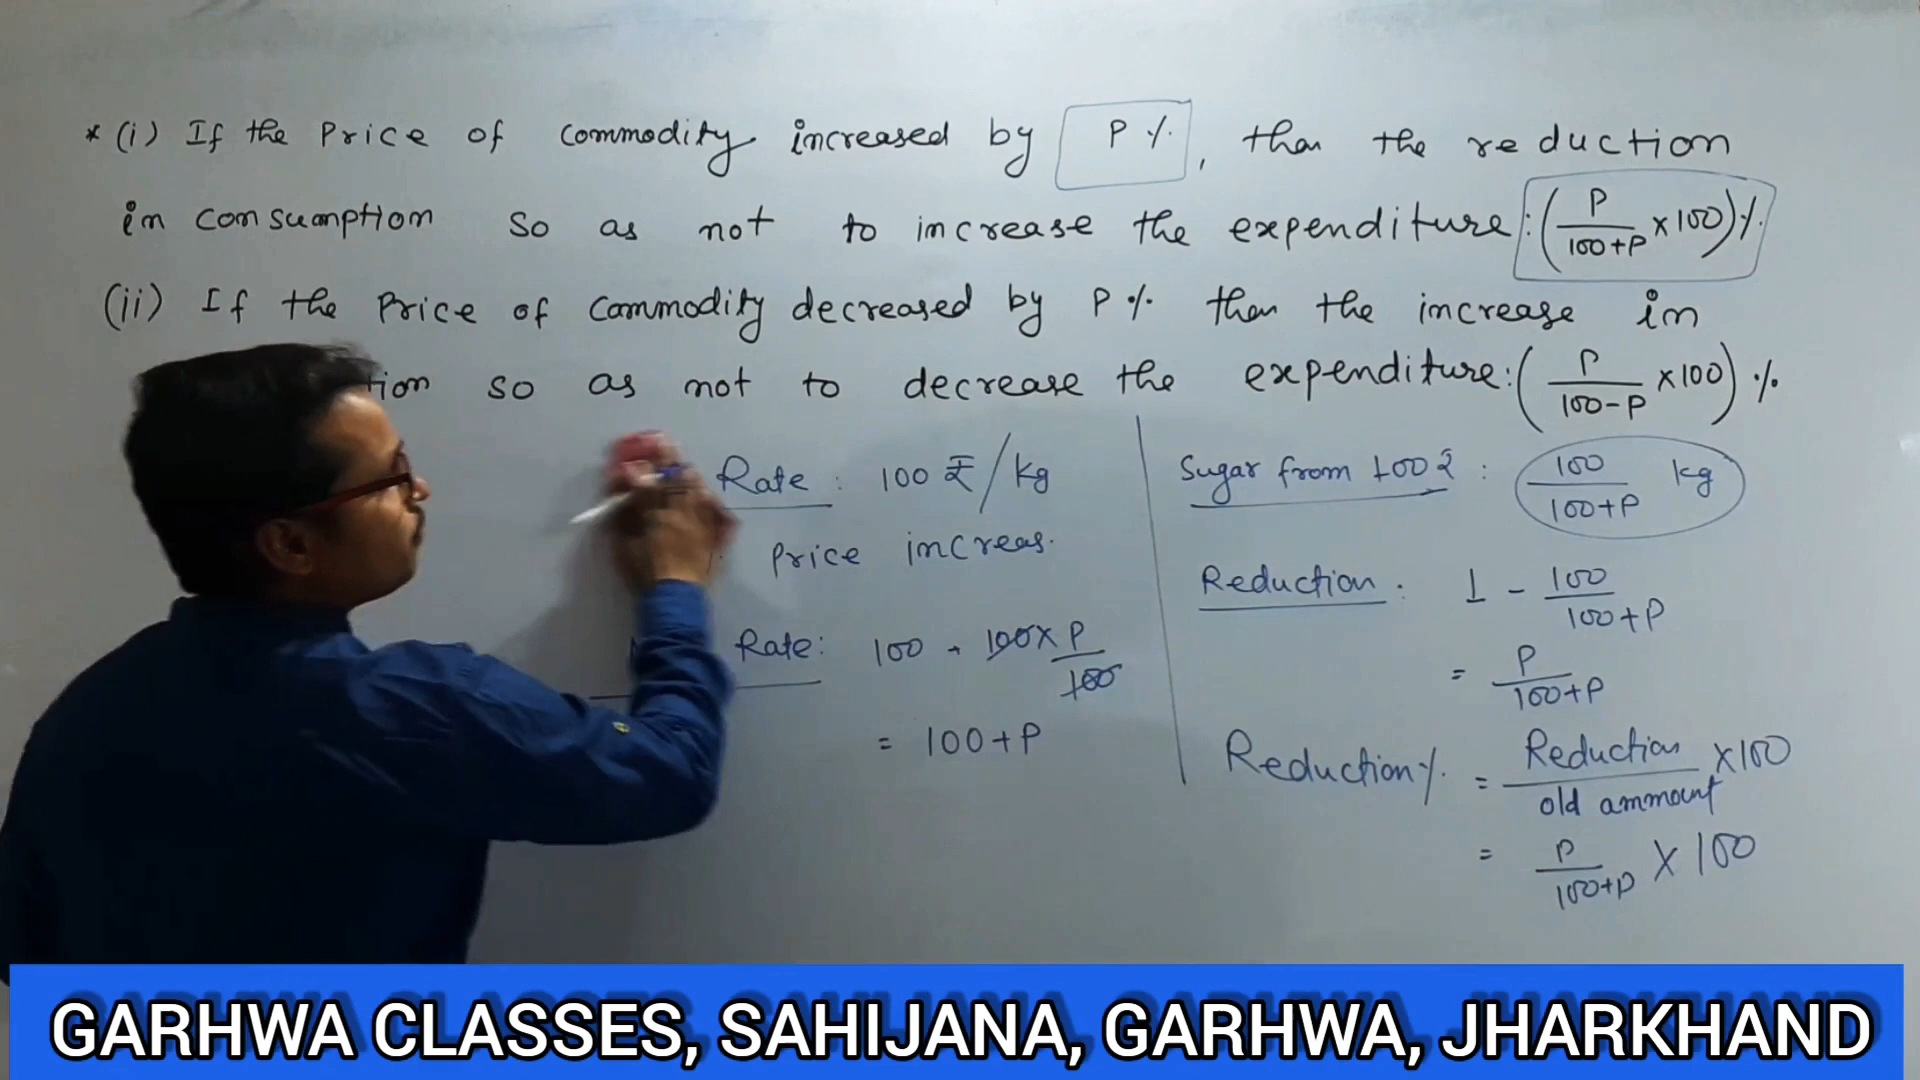 * (i) If the Price of commodity increased by P %, than the reduction
in consumption so as not to increase the expenditure: (P/(100+P) ×100)%
(ii) If the Price of commodity decreased by P % than the increase in
tion so as not to decrease the expenditure: (P/(100-P) ×100) %
Rate : 100 ₹/kg
Price increas.
Rate: 100 + 100×P/100
= 100+P
Sugar from 100₹ : 100/(100+P) kg
Reduction : 1 - 100/(100+P)
= P/(100+P)
Reduction% = Reduction/old ammount ×100
= P/(100+P) × 100
GARHWA CLASSES, SAHIJANA, GARHWA, JHARKHAND